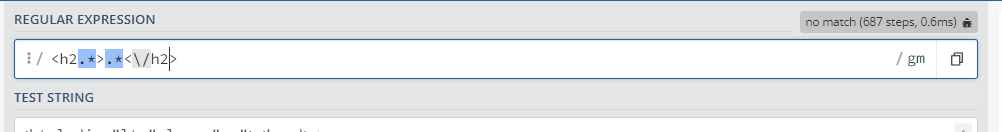 REGULAR EXPRESSION
no match (687 steps, 0.6ms)
/ <h2.*>.*<\/h2> / gm
TEST STRING